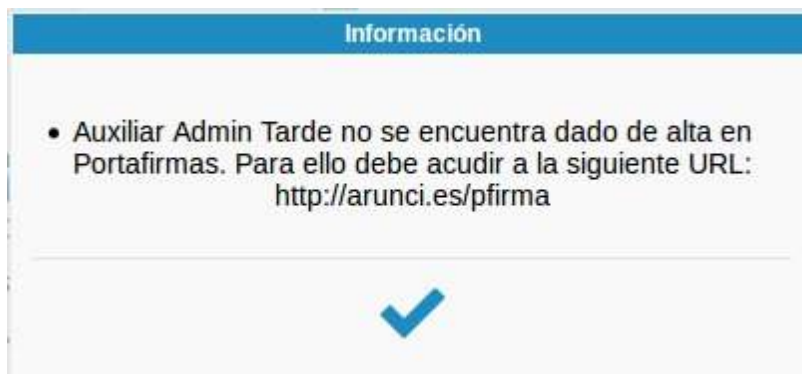 Información
• Auxiliar Admin Tarde no se encuentra dado de alta en
Portafirmas. Para ello debe acudir a la siguiente URL:
http://arunci.es/pfirma